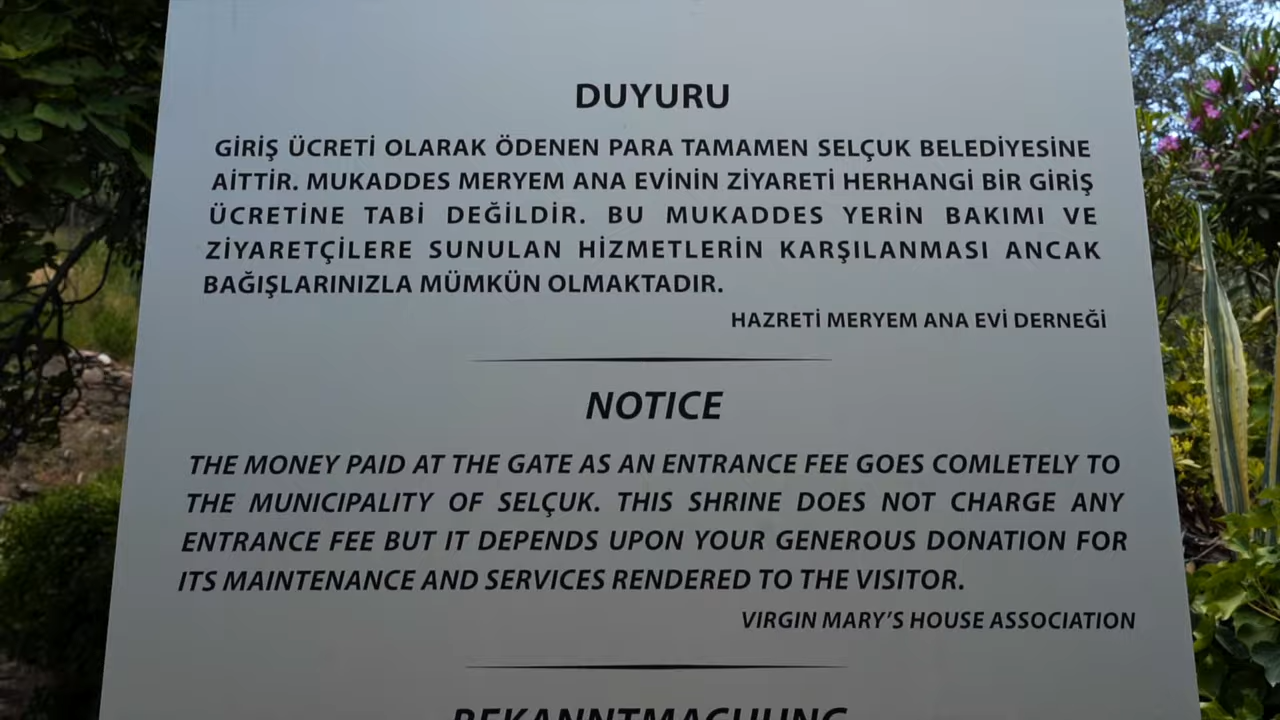 DUYURU
GİRİŞ ÜCRETİ OLARAK ÖDENEN PARA TAMAMEN SELÇUK BELEDİYESİNE
AİTTİR. MUKADDES MERYEM ANA EVİNİN ZİYARETİ HERHANGİ BİR GİRİŞ
ÜCRETİNE TABİ DEĞİLDİR. BU MUKADDES YERİN BAKIMI VE
ZİYARETÇİLERE SUNULAN HİZMETLERİN KARŞILANMASI ANCAK
BAĞIŞLARINIZLA MÜMKÜN OLMAKTADIR.
HAZRETİ MERYEM ANA EVİ DERNEĞİ
NOTICE
THE MONEY PAID AT THE GATE AS AN ENTRANCE FEE GOES COMLETELY TO
THE MUNICIPALITY OF SELÇUK. THIS SHRINE DOES NOT CHARGE ANY
ENTRANCE FEE BUT IT DEPENDS UPON YOUR GENEROUS DONATION FOR
ITS MAINTENANCE AND SERVICES RENDERED TO THE VISITOR.
VIRGIN MARY'S HOUSE ASSOCIATION
BEKANNTMACHUNG